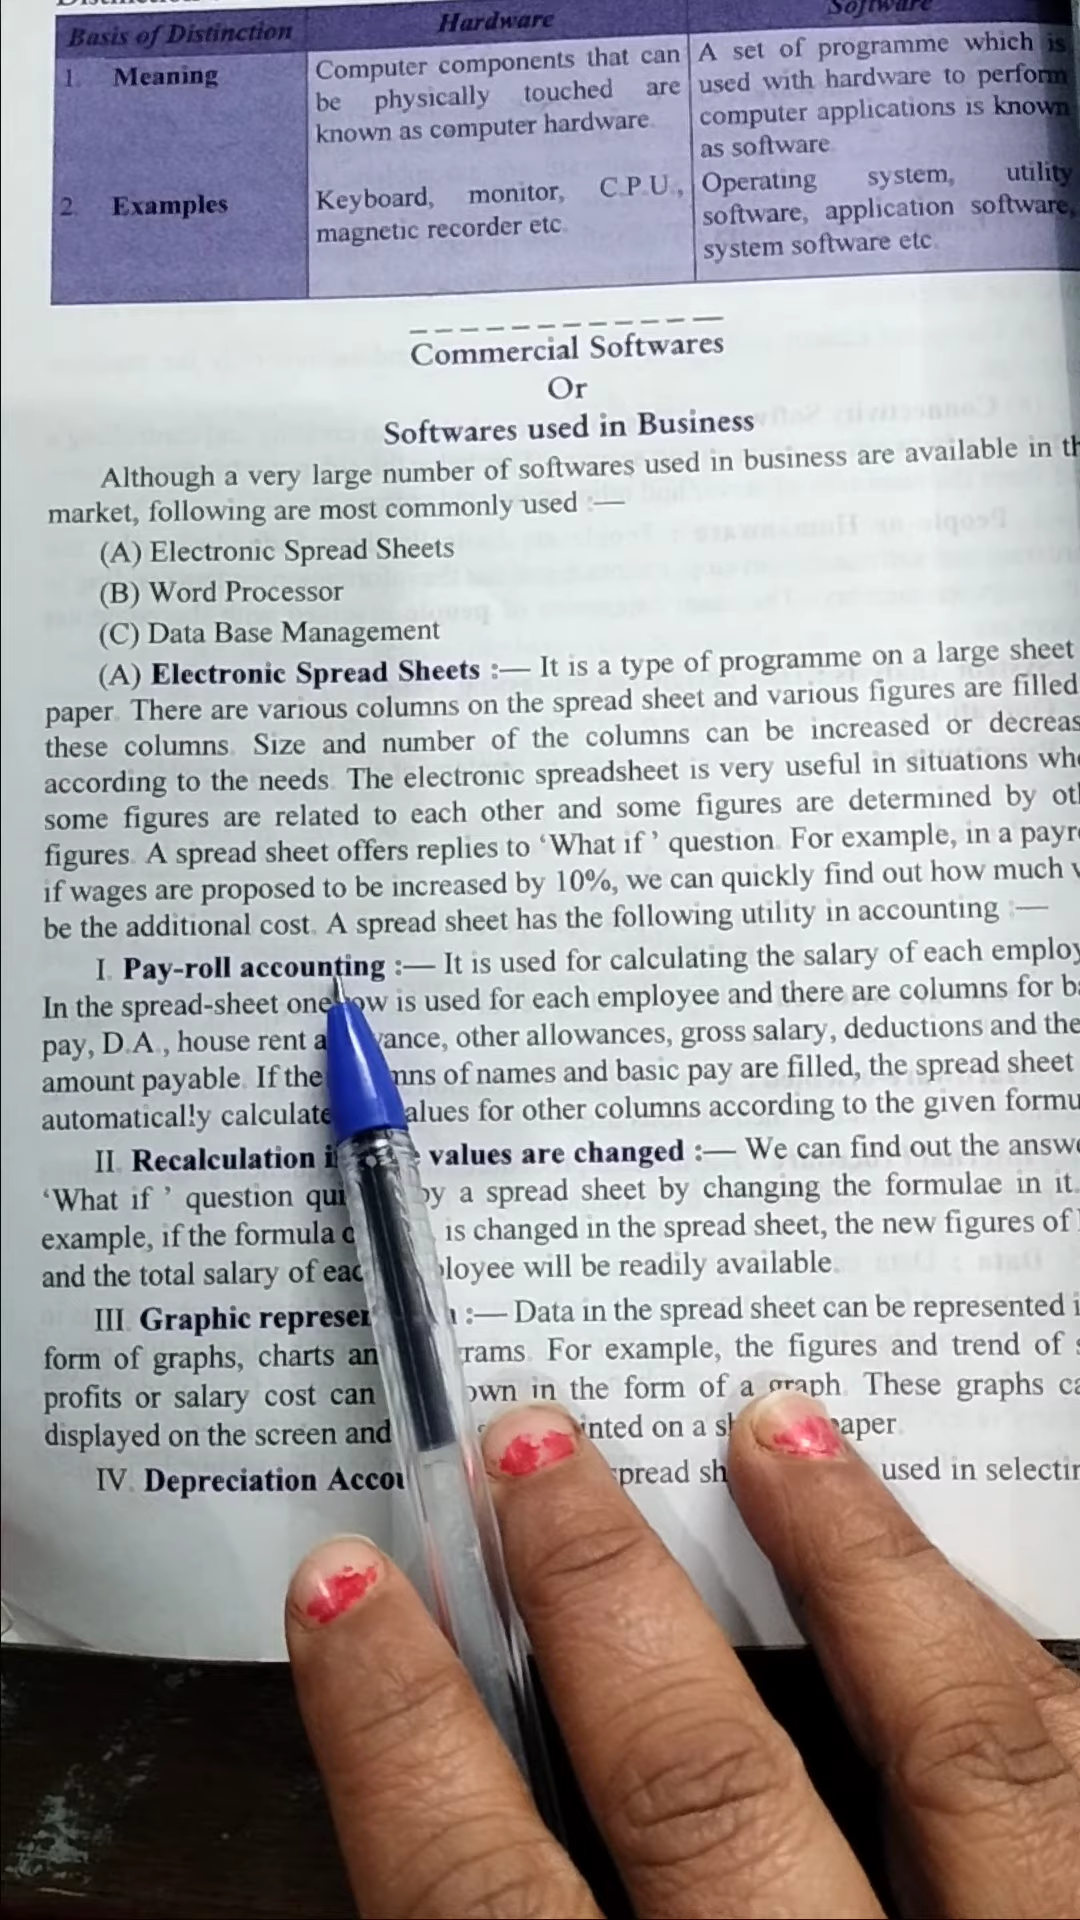 Basis of Distinction Hardware Software
1. Meaning
Computer components that can
be physically touched are
known as computer hardware.
A set of programme which is
used with hardware to perform
computer applications is known
as software.
2. Examples
Keyboard, monitor, C.P.U.,
magnetic recorder etc.
Operating system, utility
software, application software,
system software etc.
Commercial Softwares
Or
Softwares used in Business
Although a very large number of softwares used in business are available in th
market, following are most commonly used :—
(A) Electronic Spread Sheets
(B) Word Processor
(C) Data Base Management
(A) Electronic Spread Sheets :— It is a type of programme on a large sheet
paper. There are various columns on the spread sheet and various figures are filled
these columns. Size and number of the columns can be increased or decreas
according to the needs. The electronic spreadsheet is very useful in situations whe
some figures are related to each other and some figures are determined by oth
figures. A spread sheet offers replies to ‘What if’ question. For example, in a payro
if wages are proposed to be increased by 10%, we can quickly find out how much w
be the additional cost. A spread sheet has the following utility in accounting :—
I. Pay-roll accounting :— It is used for calculating the salary of each employ
In the spread-sheet one ow is used for each employee and there are columns for ba
pay, D.A., house rent a vance, other allowances, gross salary, deductions and the
amount payable. If the mns of names and basic pay are filled, the spread sheet
automatically calculate alues for other columns according to the given formu
II. Recalculation i values are changed :— We can find out the answe
‘What if’ question qui by a spread sheet by changing the formulae in it.
example, if the formula o is changed in the spread sheet, the new figures of
and the total salary of eac ployee will be readily available.
III. Graphic represen :— Data in the spread sheet can be represented i
form of graphs, charts an rams. For example, the figures and trend of s
profits or salary cost can own in the form of a graph. These graphs ca
displayed on the screen and inted on a sh paper.
IV. Depreciation Accou spread sh used in selectin